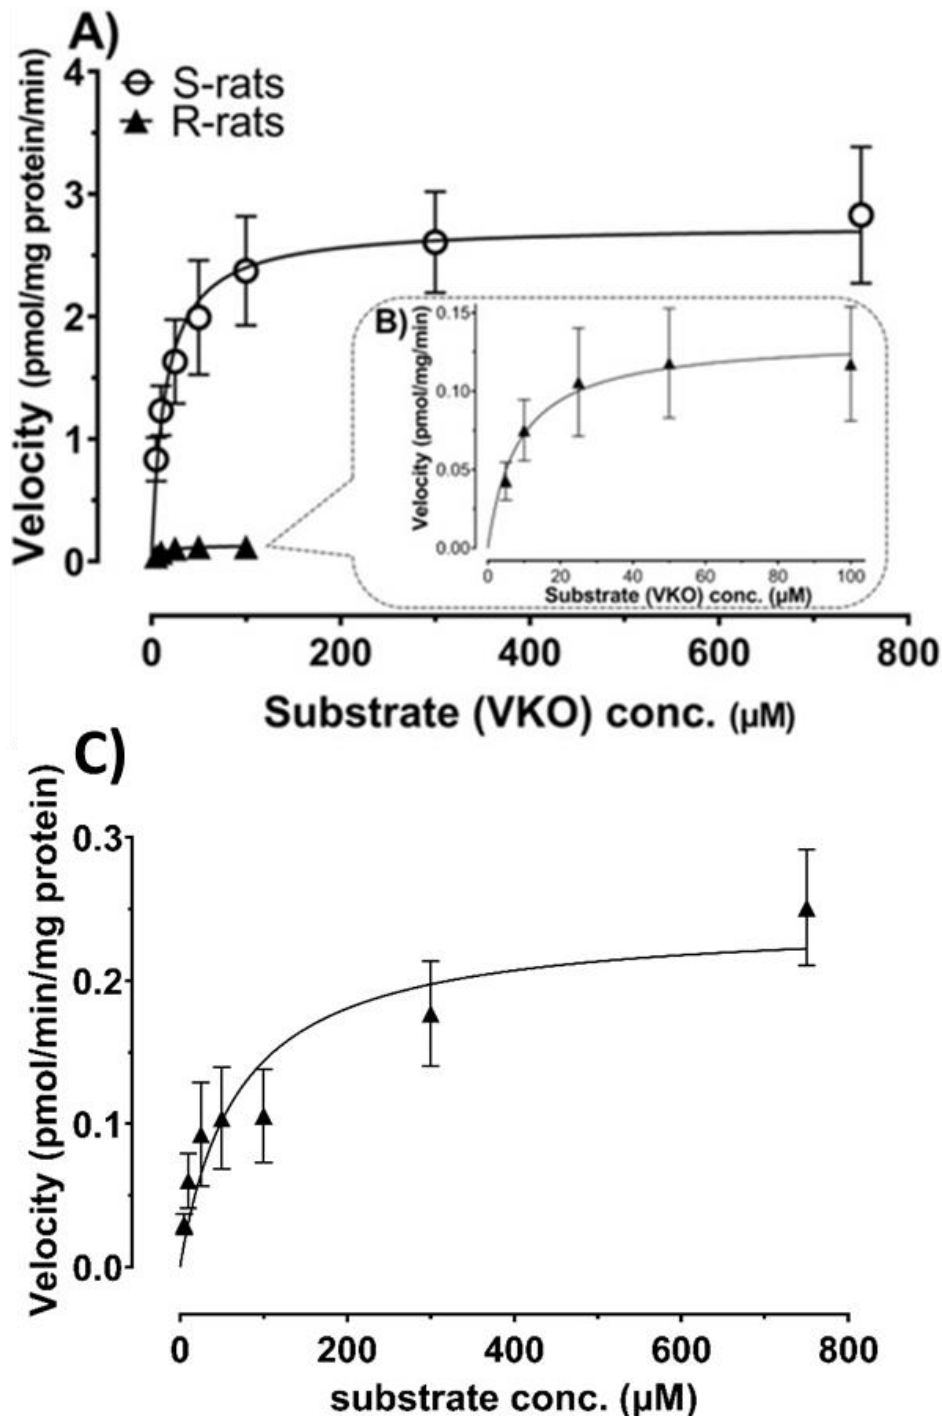 A)
Velocity (pmol/mg protein/min)
4
3
2
1
0
S-rats
R-rats
B)
Velocity (pmol/mg/min)
0.15
0.10
0.05
0.00
0 20 40 60 80 100
Substrate (VKO) conc. (µM)
0 200 400 600 800
Substrate (VKO) conc. (µM)
C)
Velocity (pmol/min/mg protein)
0.3
0.2
0.1
0.0
0 200 400 600 800
substrate conc. (µM)